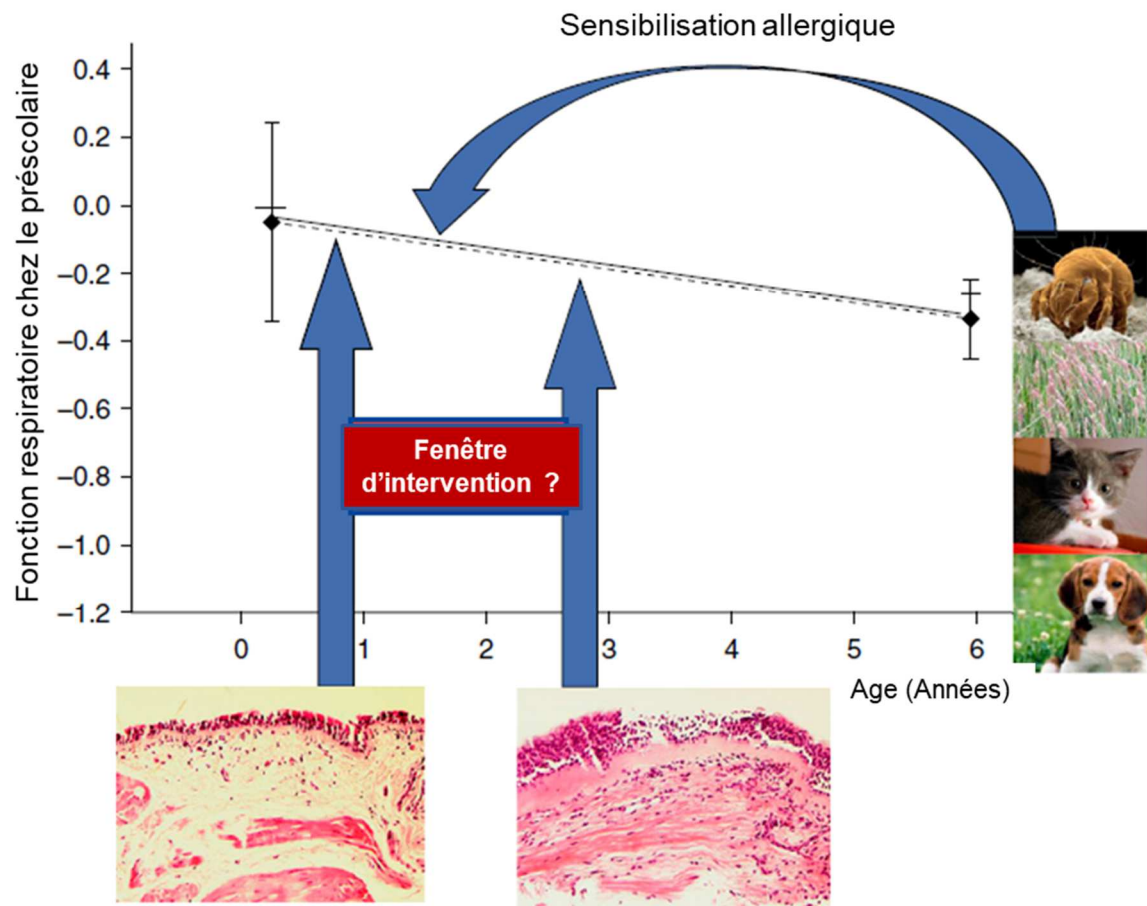 Sensibilisation allergique
Fonction respiratoire chez le préscolaire
0.4
0.2
0.0
−0.2
−0.4
−0.6
−0.8
−1.0
−1.2
Fenêtre
d'intervention ?
0 1 2 3 4 5 6
Age (Années)